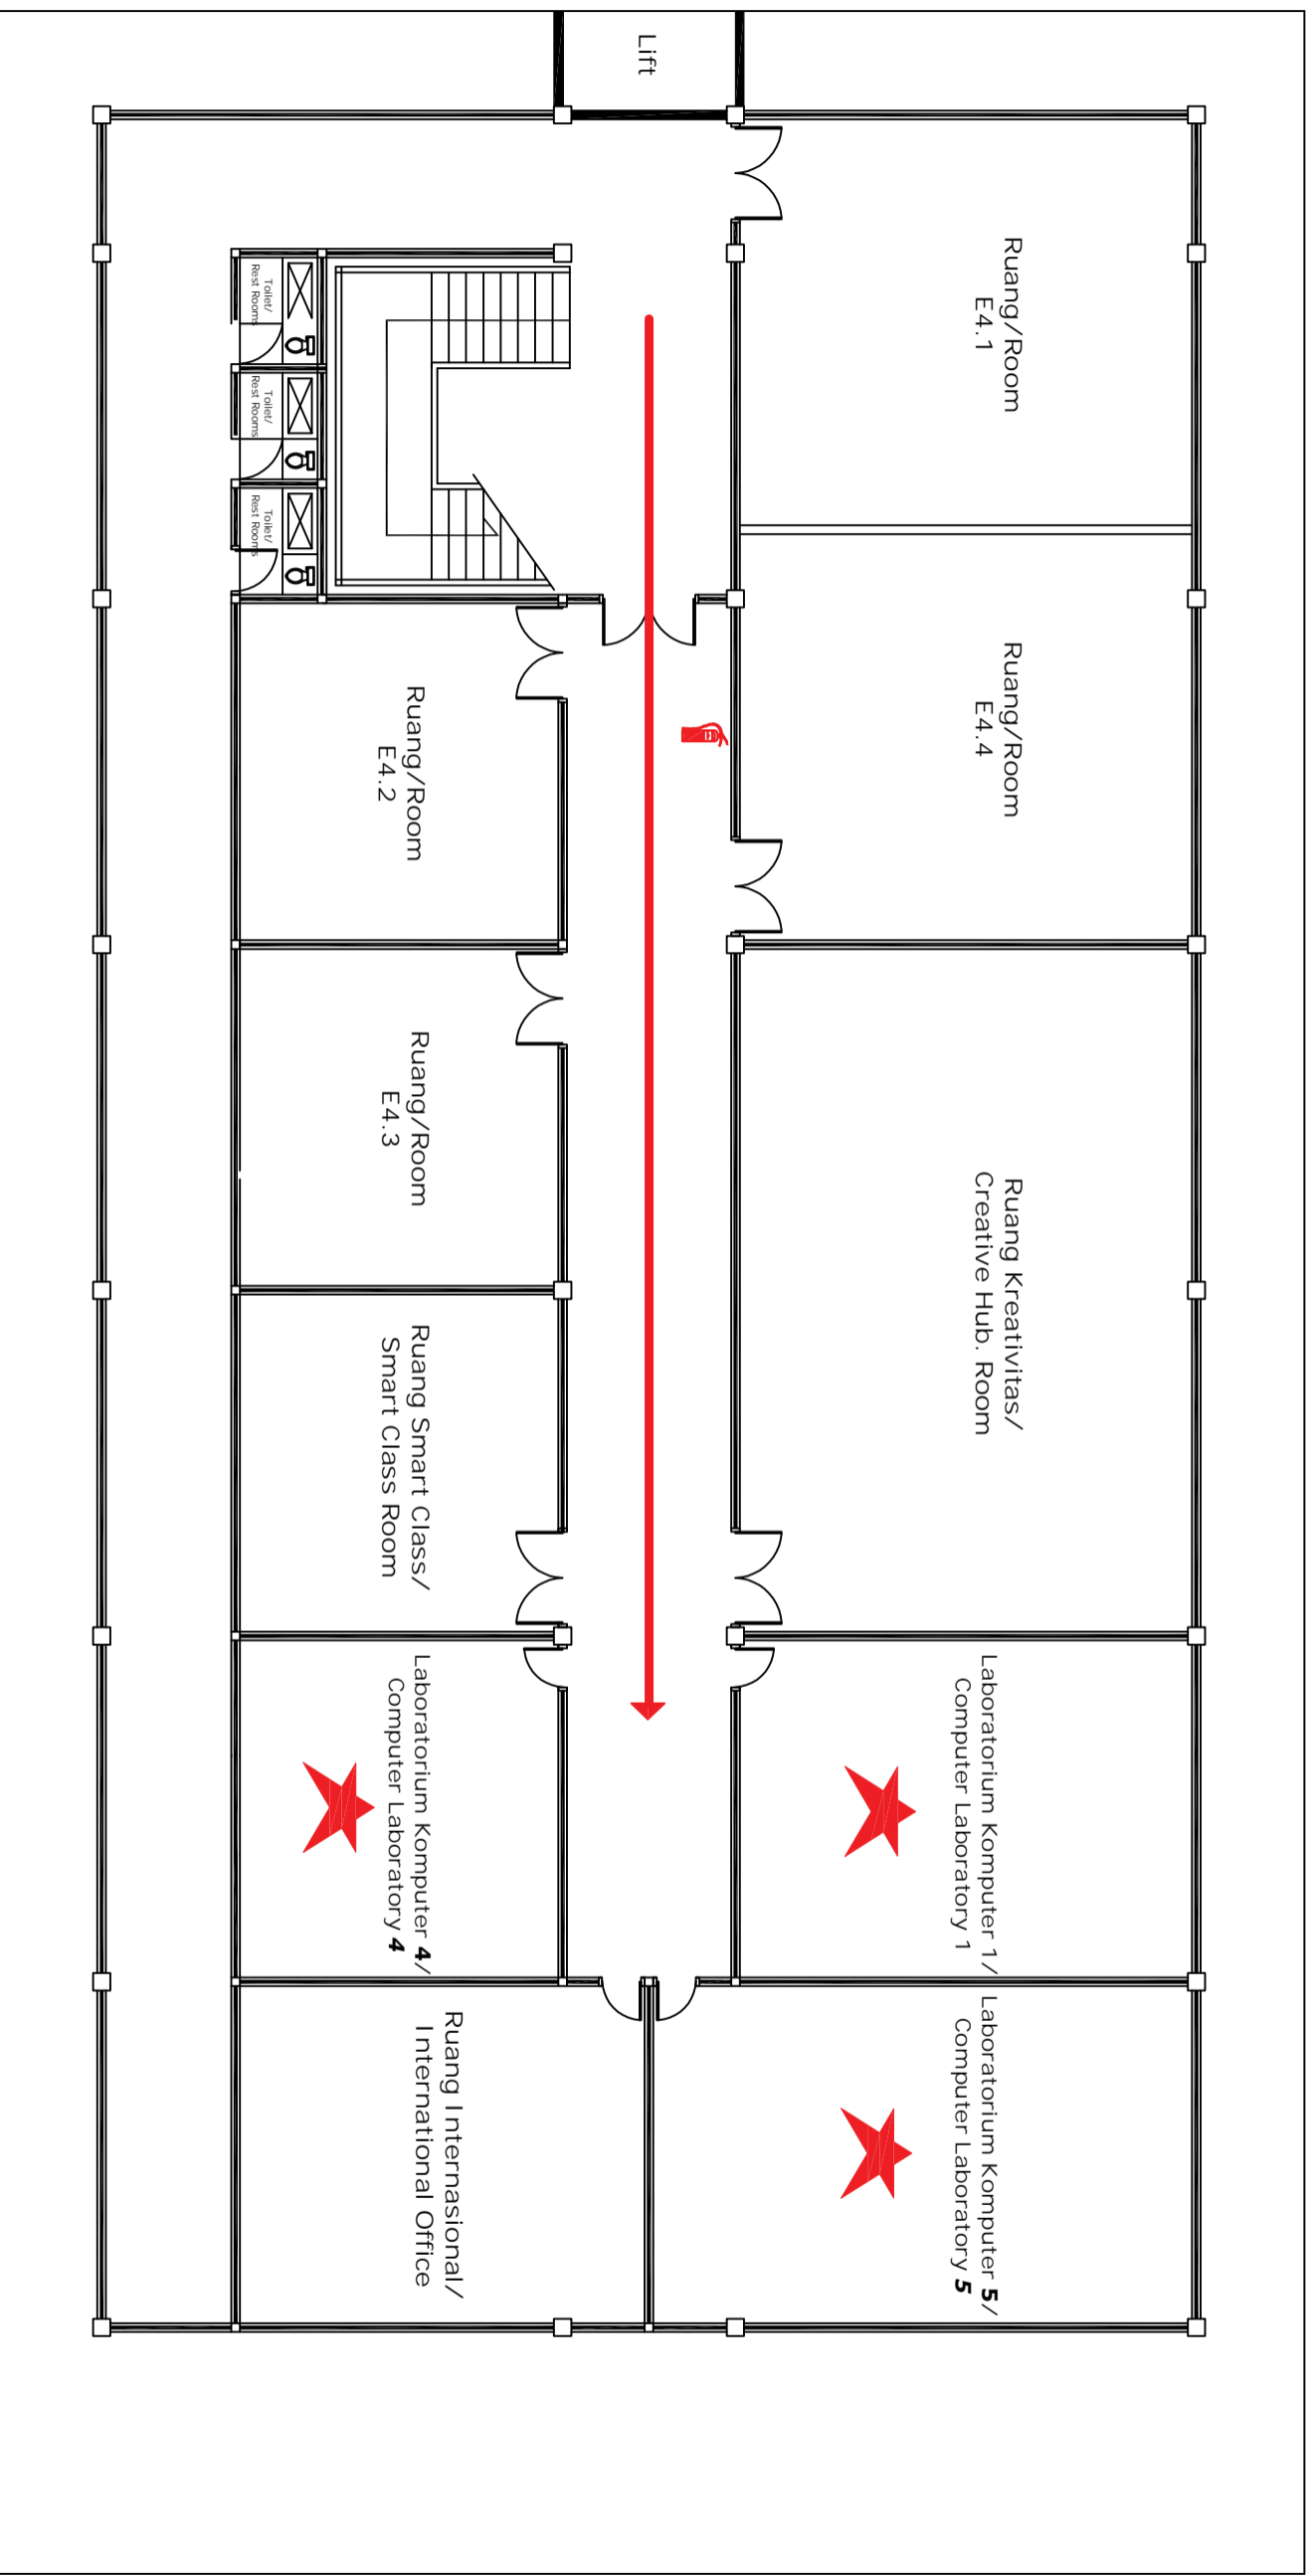 Lift
Ruang/Room
E4.1
Ruang/Room
E4.4
Ruang Kreativitas/
Creative Hub. Room
Laboratorium Komputer 1/
Computer Laboratory 1
Laboratorium Komputer 5/
Computer Laboratory 5
Toilet/
Rest Rooms
Toilet/
Rest Rooms
Toilet/
Rest Rooms
Ruang/Room
E4.2
Ruang/Room
E4.3
Ruang Smart Class/
Smart Class Room
Laboratorium Komputer 4/
Computer Laboratory 4
Ruang Internasional/
International Office